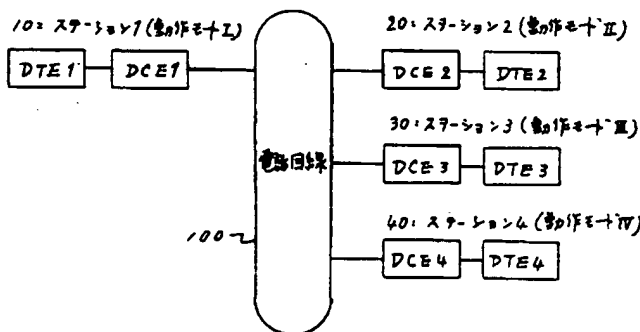 10:ステーション1(動作モードI)
DTE1
DCE1
20:ステーション2(動作モードII)
DCE2
DTE2
30:ステーション3(動作モードIII)
電話回線
DCE3
DTE3
100
40:ステーション4(動作モードIV)
DCE4
DTE4